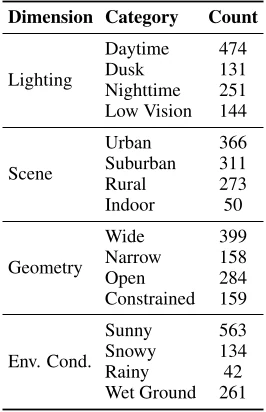 Dimension Category Count
Lighting
Daytime 474
Dusk 131
Nighttime 251
Low Vision 144
Scene
Urban 366
Suburban 311
Rural 273
Indoor 50
Geometry
Wide 399
Narrow 158
Open 284
Constrained 159
Env. Cond.
Sunny 563
Snowy 134
Rainy 42
Wet Ground 261